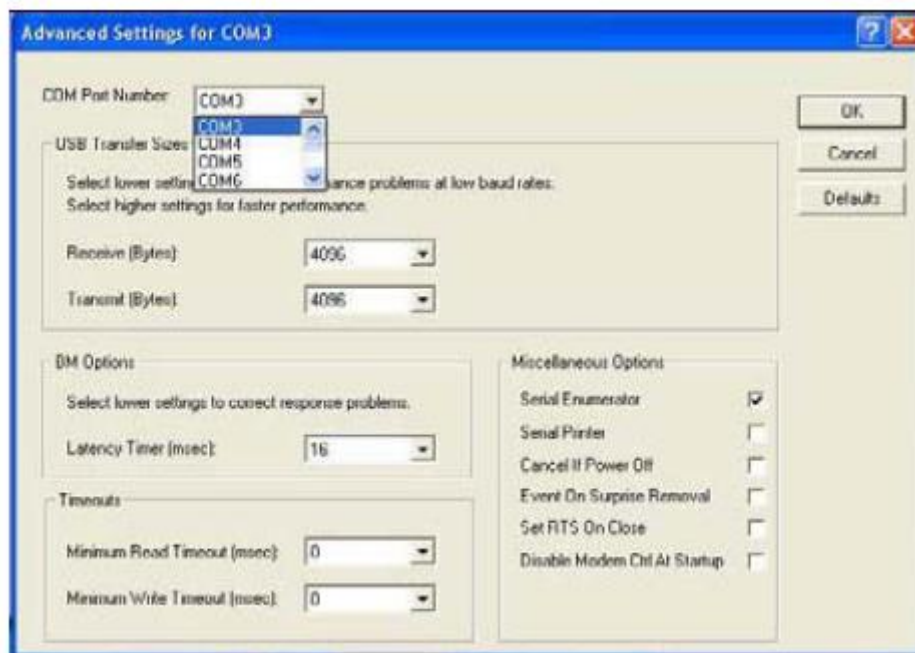 Advanced Settings for COM3
COM Port Number:
COM3
COM3
COM4
COM5
COM6
OK
Cancel
Defaults
USB Transfer Sizes
Select lower settin ance problems at low baud rates.
Select higher settings for faster performance.
Receive (Bytes):
4096
Transmit (Bytes):
4096
BM Options
Select lower settings to correct response problems.
Latency Timer (msec):
16
Timeouts
Minimum Read Timeout (msec):
0
Minimum Write Timeout (msec):
0
Miscellaneous Options
Serial Enumerator
Serial Printer
Cancel If Power Off
Event On Surprise Removal
Set RTS On Close
Disable Modem Ctrl At Startup